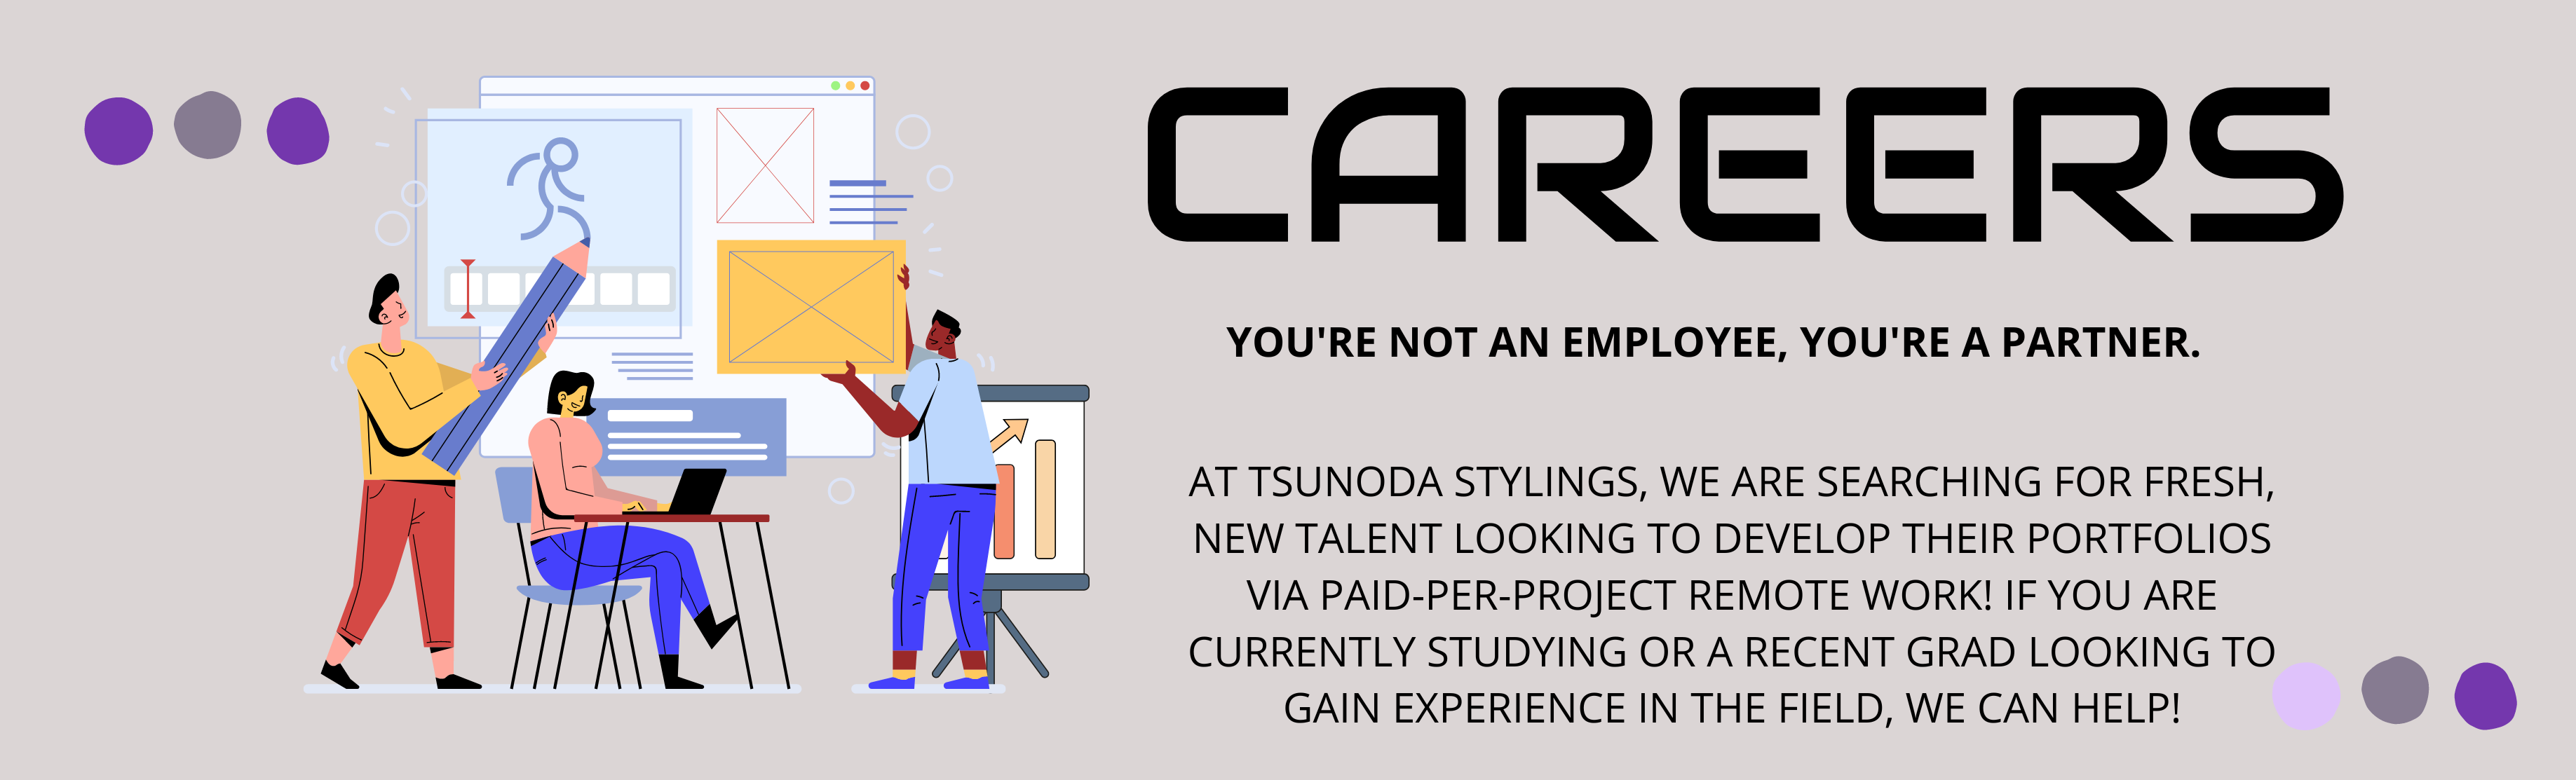 CAREERS
YOU'RE NOT AN EMPLOYEE, YOU'RE A PARTNER.
AT TSUNODA STYLINGS, WE ARE SEARCHING FOR FRESH,
NEW TALENT LOOKING TO DEVELOP THEIR PORTFOLIOS
VIA PAID-PER-PROJECT REMOTE WORK! IF YOU ARE
CURRENTLY STUDYING OR A RECENT GRAD LOOKING TO
GAIN EXPERIENCE IN THE FIELD, WE CAN HELP!